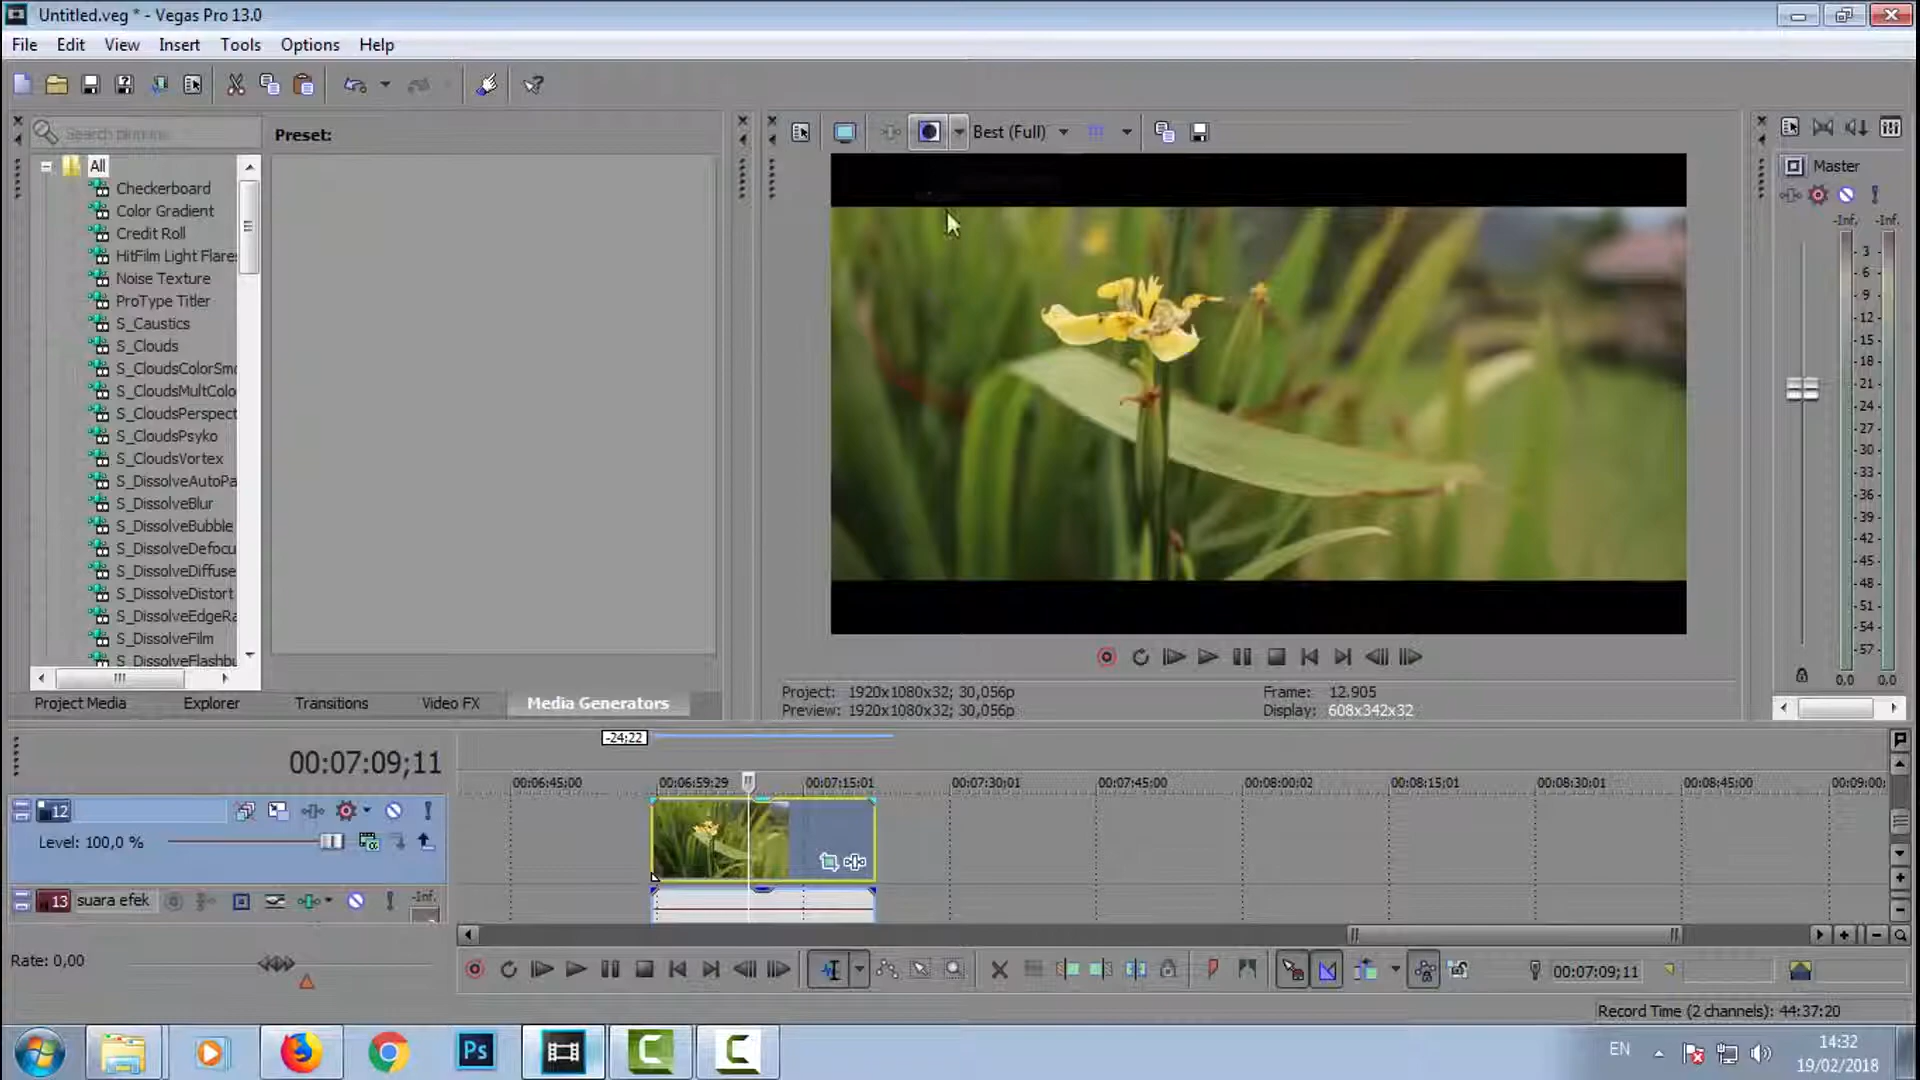 Untitled.veg * - Vegas Pro 13.0
File Edit View Insert Tools Options Help
Preset:
Best (Full)
Master
All
Checkerboard
Color Gradient
Credit Roll
HitFilm Light Flare
Noise Texture
ProType Titler
S_Caustics
S_Clouds
S_CloudsColorSm
S_CloudsMultColo
S_CloudsPerspect
S_CloudsPsyko
S_CloudsVortex
S_DissolveAutoPa
S_DissolveBlur
S_DissolveBubble
S_DissolveDefocu
S_DissolveDiffuse
S_DissolveDistort
S_DissolveEdgeRa
S_DissolveFilm
S_DissolveFlashbu
-Inf. -Inf.
3
6
9
12
15
18
21
24
27
30
33
36
39
42
45
48
51
54
57
0,0 0,0
Project Media Explorer Transitions Video FX Media Generators
Project: 1920x1080x32; 30,056p
Preview: 1920x1080x32; 30,056p
Frame: 12.905
Display: 608x342x32
-24;22
00:07:09;11
00:06:45;00 00:06:59;29 00:07:15;01 00:07:30;01 00:07:45;00 00:08:00;02 00:08:15;01 00:08:30;01 00:08:45;00 00:09:00;
12
Level: 100,0 %
13 suara efek -Inf.
Rate: 0,00
00:07:09;11
Record Time (2 channels): 44:37:20
Ps
EN
14:32
19/02/2018